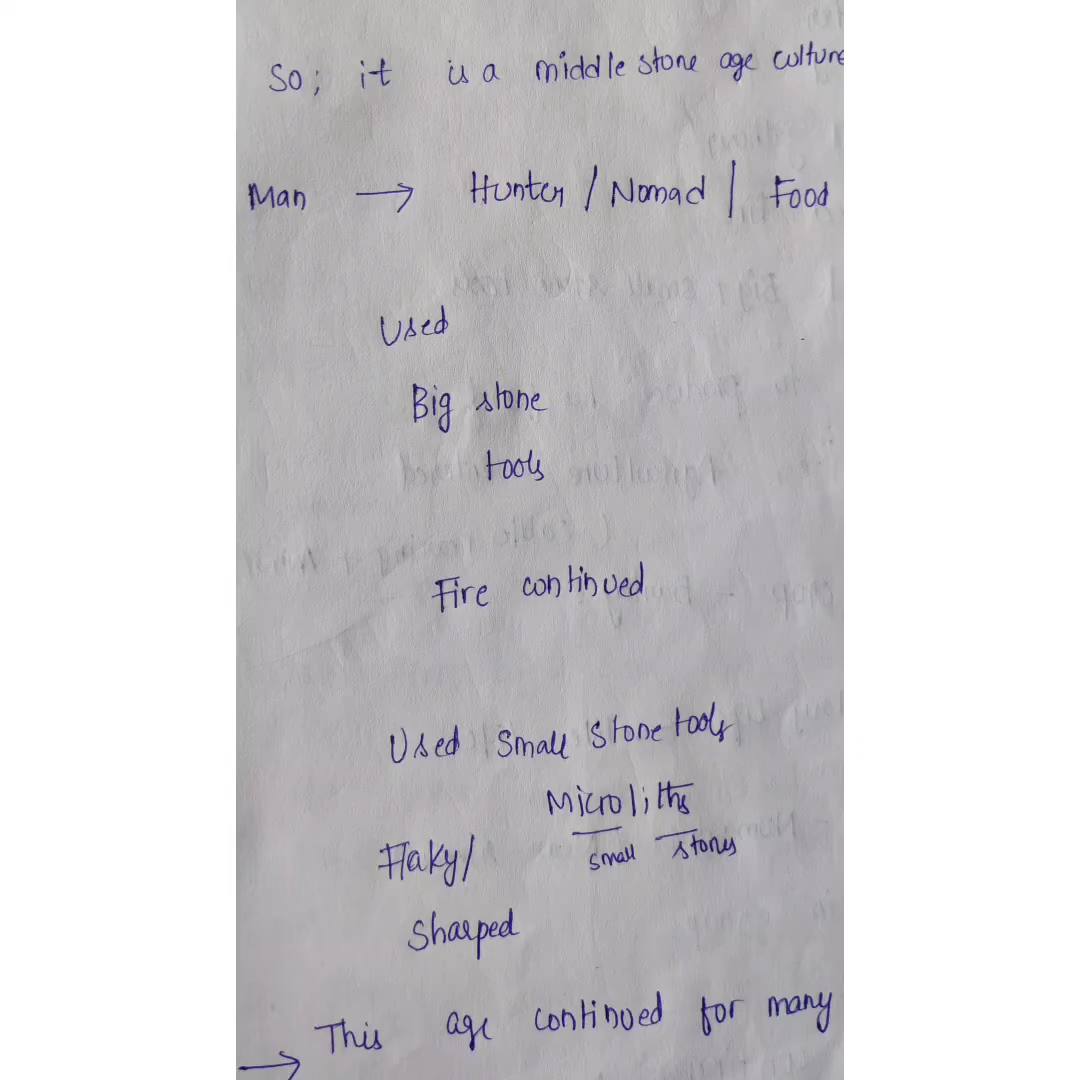 So; it is a middle stone age culture
Man → Hunter / Nomad | Food
Used
Big stone
tools
Fire continued
Used Small Stone tools
Microliths
small stones
Flaky/
Sharped
→ This age continued for many